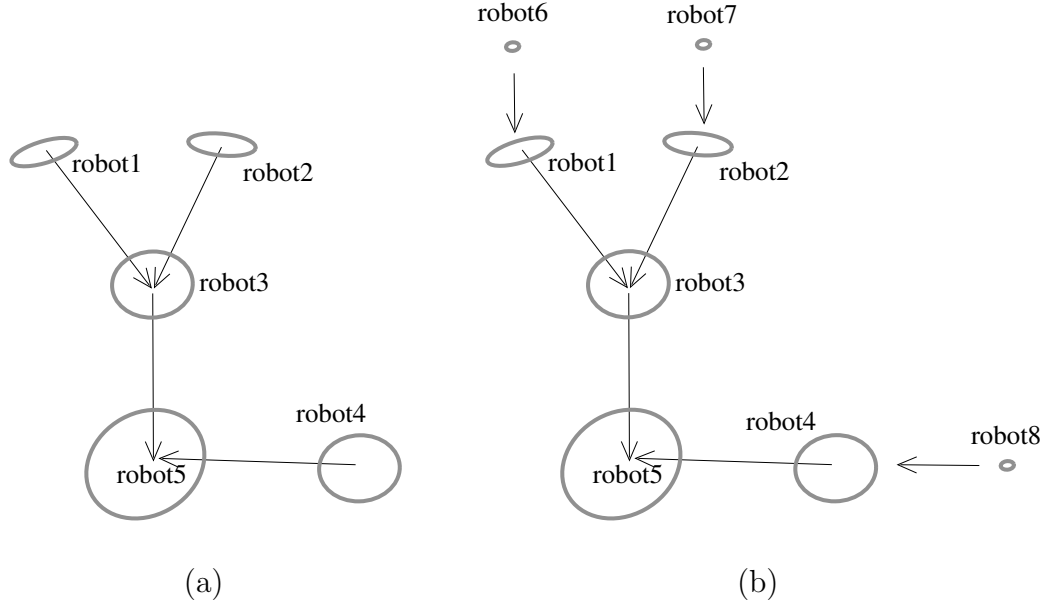 robot6
robot7
robot1
robot2
robot3
robot4
robot5
(a)
robot1
robot2
robot3
robot4
robot8
robot5
(b)